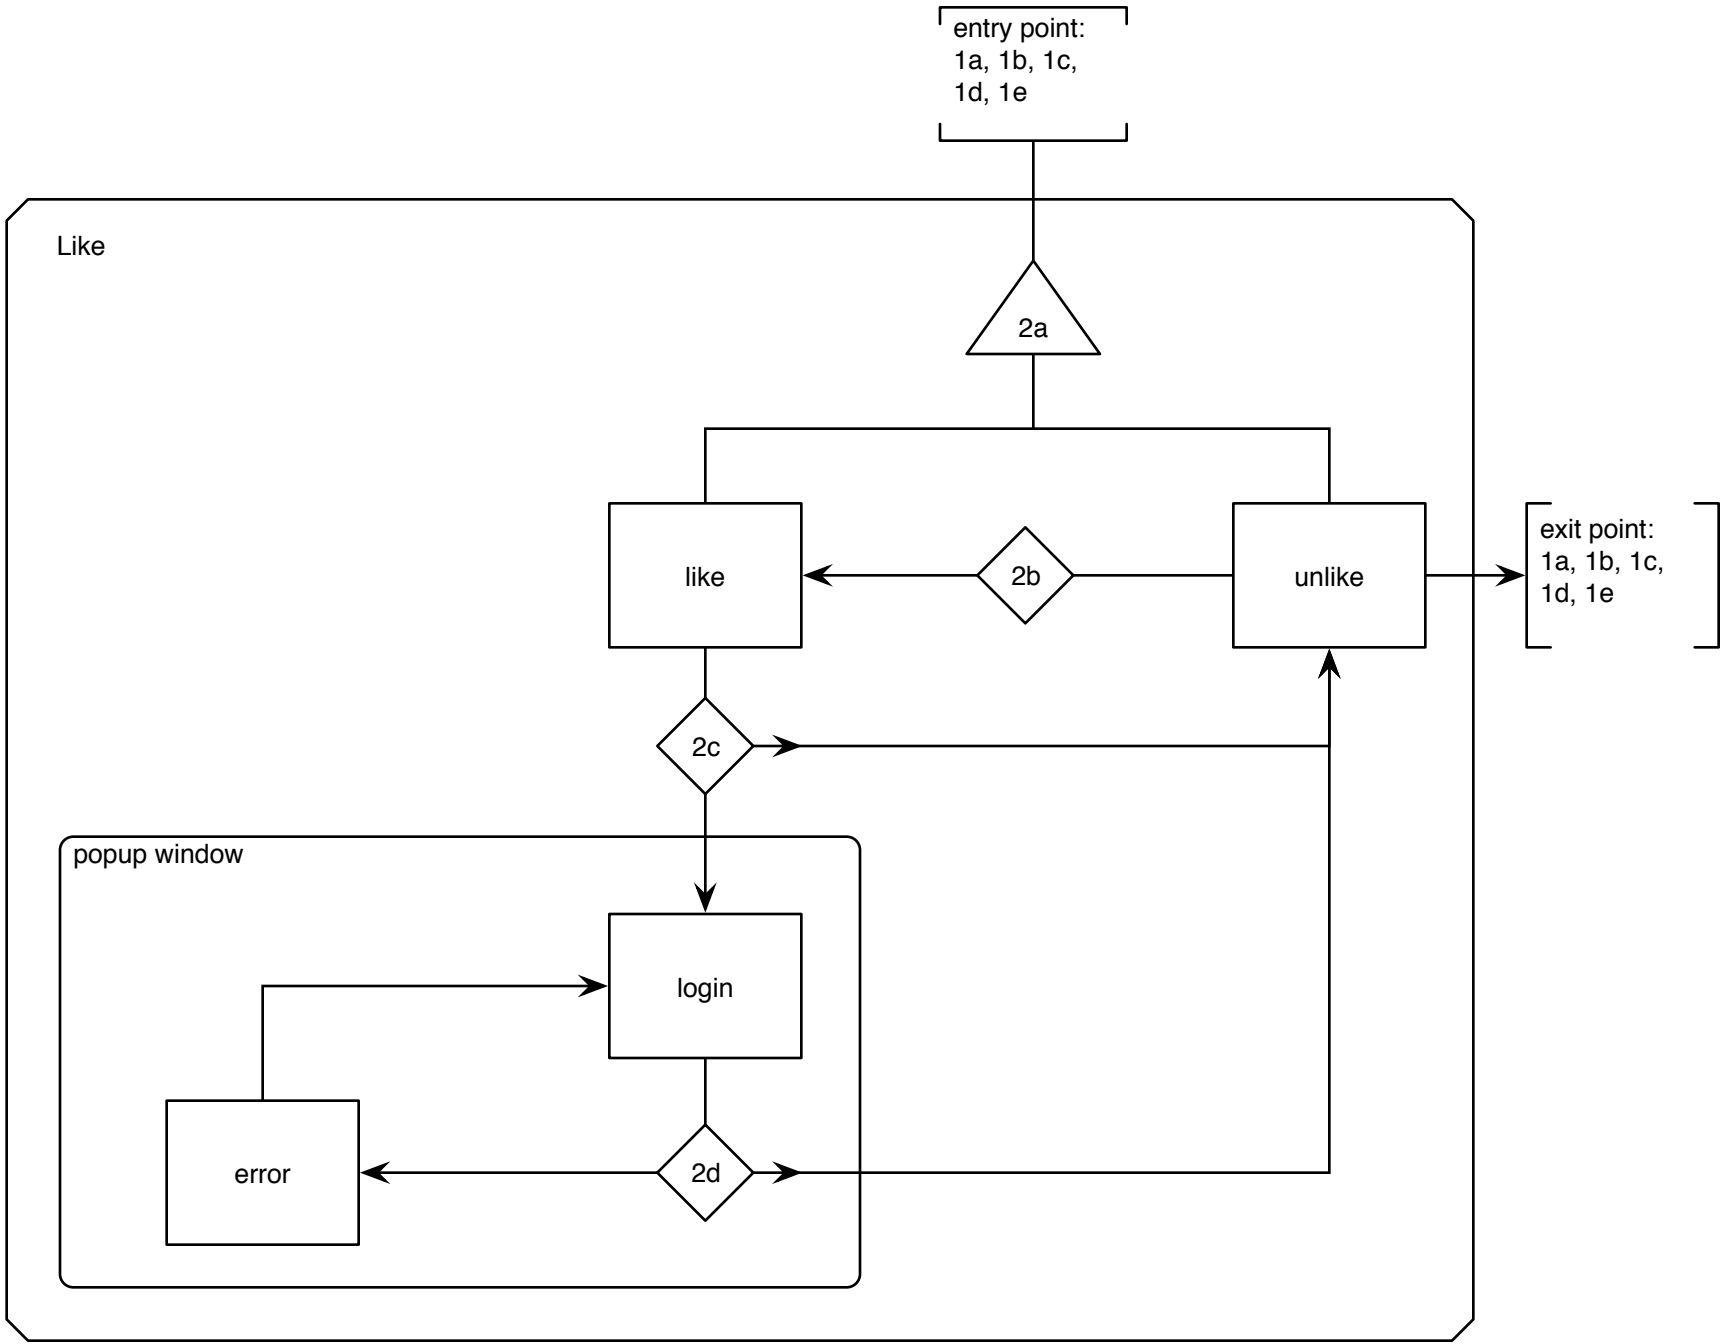 entry point:
1a, 1b, 1c,
1d, 1e
Like
2a
like
2b
unlike
exit point:
1a, 1b, 1c,
1d, 1e
2c
popup window
login
error
2d